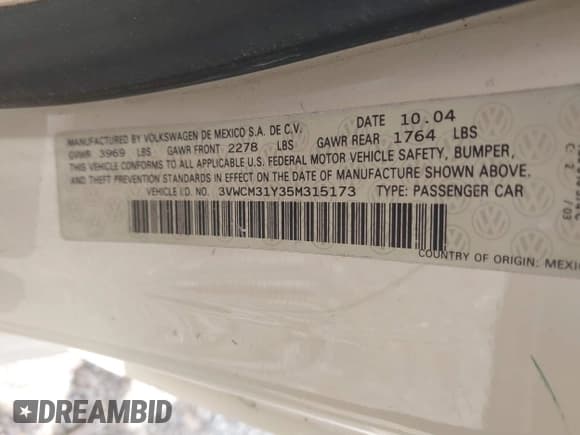 MANUFACTURED BY VOLKSWAGEN DE MEXICO S.A. DE C.V. DATE 10.04
GVWR 3969 LBS GAWR FRONT 2278 LBS GAWR REAR 1764 LBS
THIS VEHICLE CONFORMS TO ALL APPLICABLE U.S. FEDERAL MOTOR VEHICLE SAFETY, BUMPER,
AND THEFT PREVENTION STANDARDS IN EFFECT ON THE DATE OF MANUFACTURE SHOWN ABOVE.
VEHICLE I.D. NO. 3VWCM31Y35M315173 TYPE: PASSENGER CAR
COUNTRY OF ORIGIN: MEXI
DREAMBID